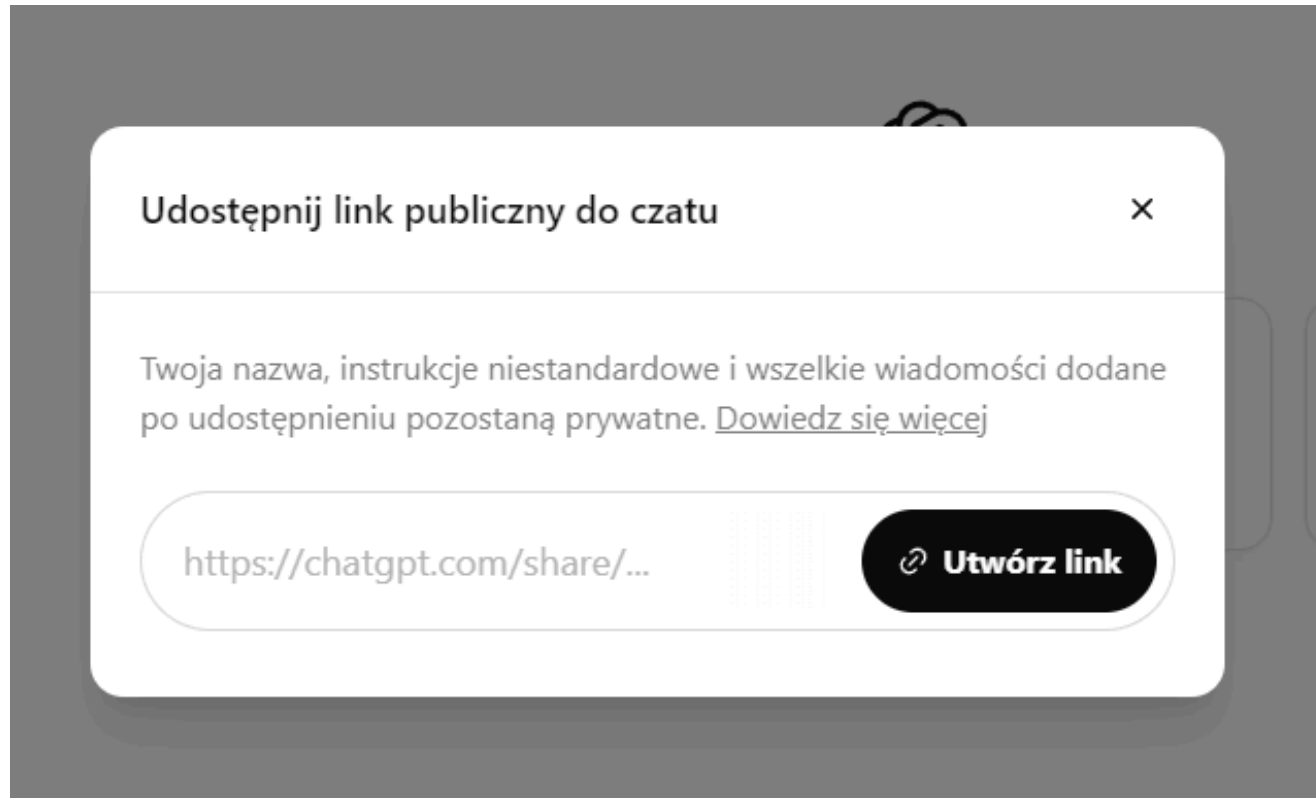 Udostępnij link publiczny do czatu
Twoja nazwa, instrukcje niestandardowe i wszelkie wiadomości dodane
po udostępnieniu pozostaną prywatne. Dowiedz się więcej
https://chatgpt.com/share/...
Utwórz link